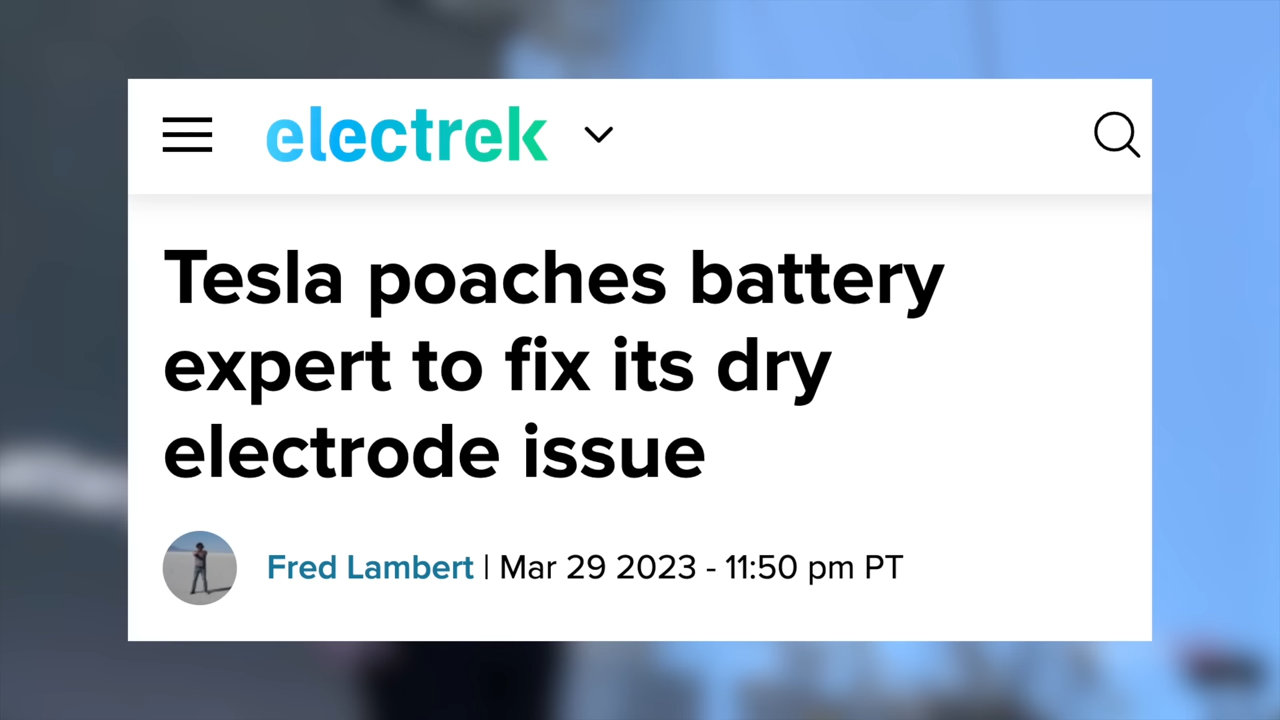 electrek
Tesla poaches battery
expert to fix its dry
electrode issue
Fred Lambert | Mar 29 2023 - 11:50 pm PT